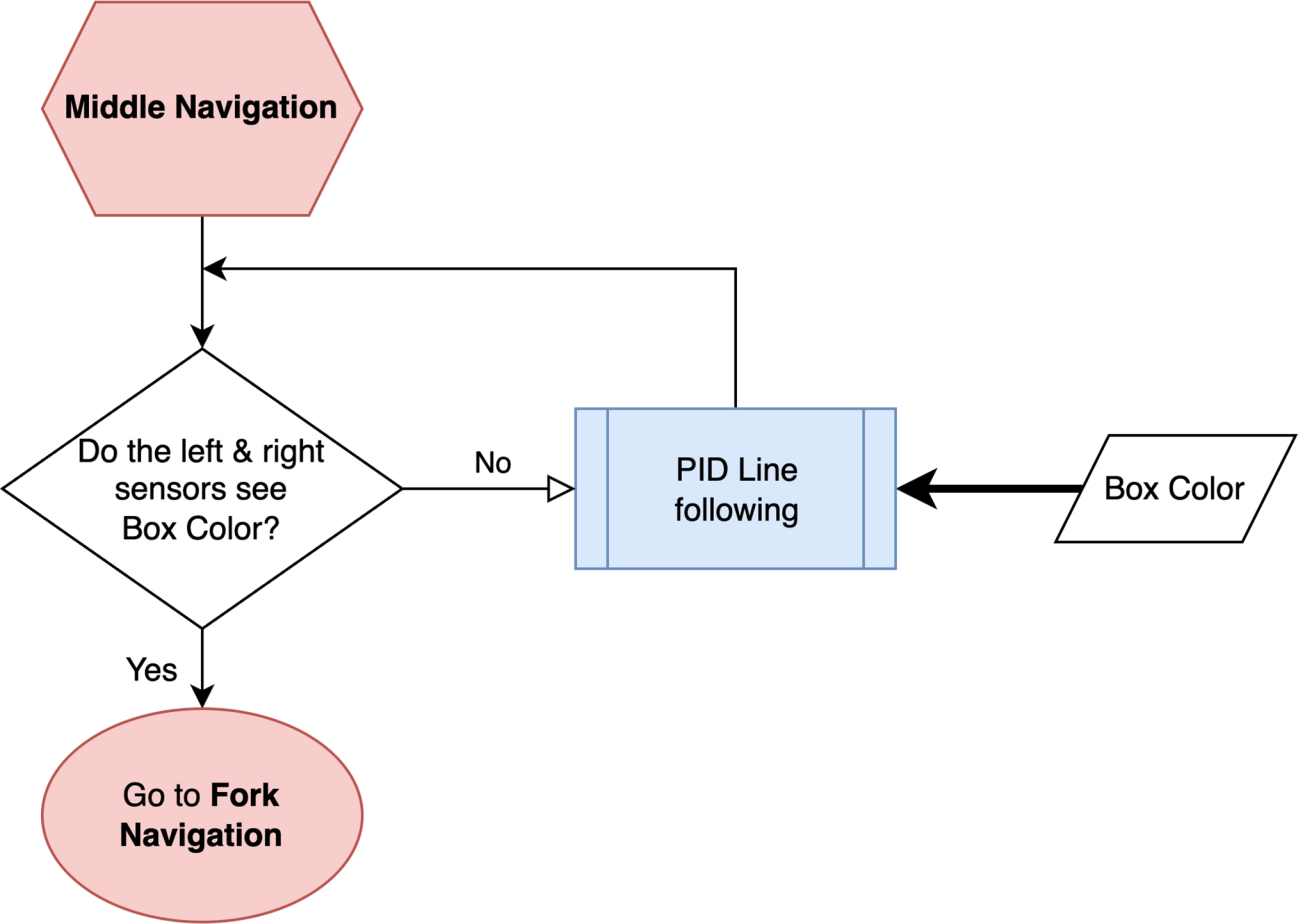 Middle Navigation
Do the left & right
sensors see
Box Color?
No
PID Line
following
Box Color
Yes
Go to Fork
Navigation